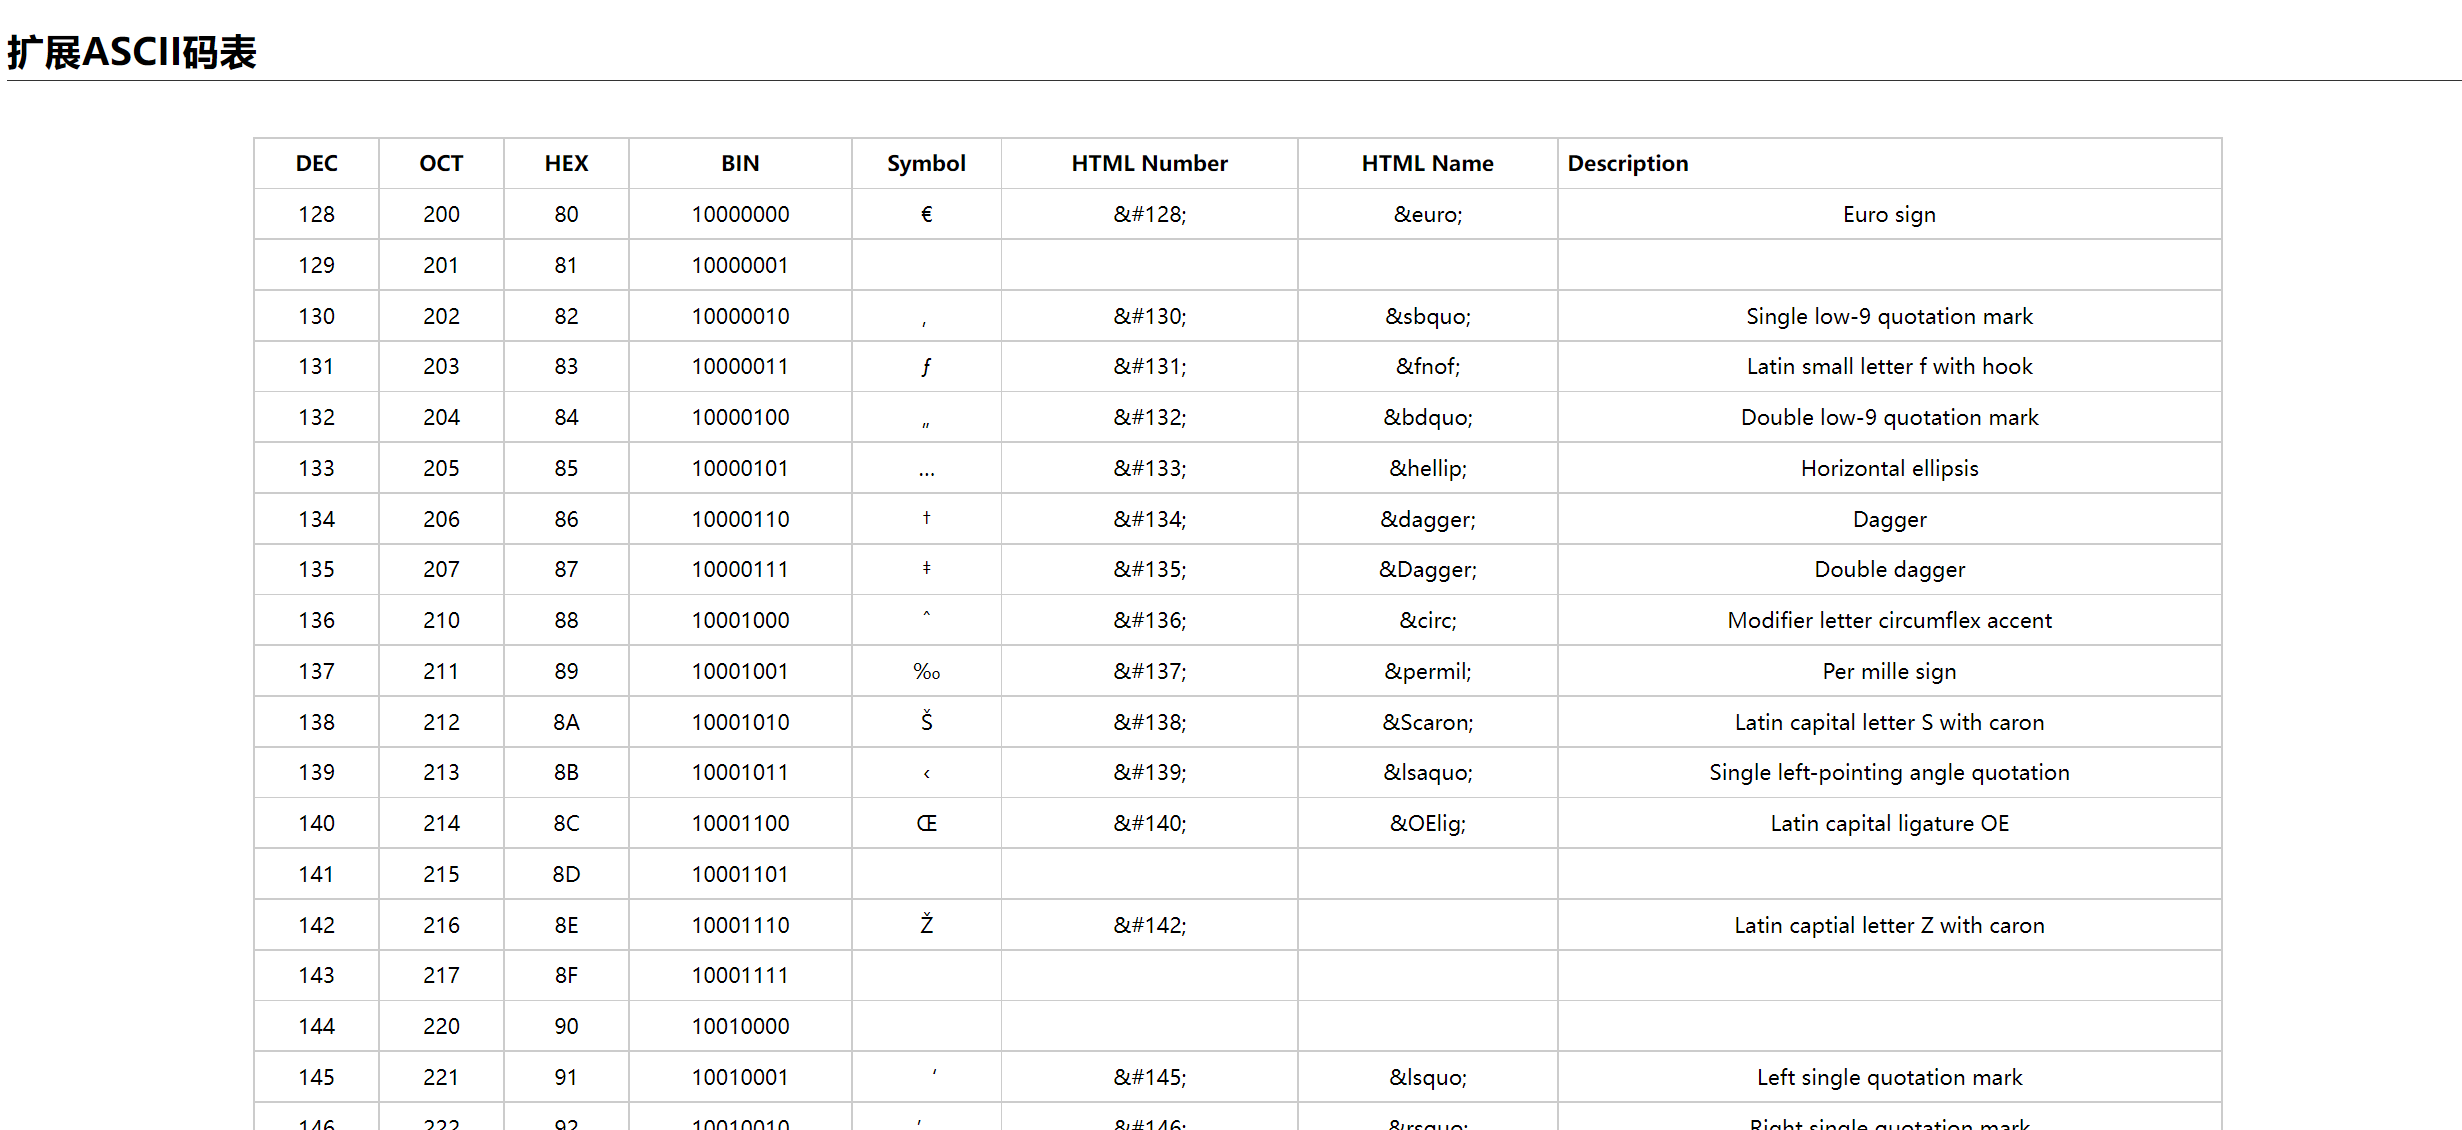 扩展ASCII码表
DEC OCT HEX BIN Symbol HTML Number HTML Name Description
128 200 80 10000000 € &#128; &euro; Euro sign
129 201 81 10000001
130 202 82 10000010 ‚ &#130; &sbquo; Single low-9 quotation mark
131 203 83 10000011 ƒ &#131; &fnof; Latin small letter f with hook
132 204 84 10000100 „ &#132; &bdquo; Double low-9 quotation mark
133 205 85 10000101 … &#133; &hellip; Horizontal ellipsis
134 206 86 10000110 † &#134; &dagger; Dagger
135 207 87 10000111 ‡ &#135; &Dagger; Double dagger
136 210 88 10001000 ˆ &#136; &circ; Modifier letter circumflex accent
137 211 89 10001001 ‰ &#137; &permil; Per mille sign
138 212 8A 10001010 Š &#138; &Scaron; Latin capital letter S with caron
139 213 8B 10001011 ‹ &#139; &lsaquo; Single left-pointing angle quotation
140 214 8C 10001100 Œ &#140; &OElig; Latin capital ligature OE
141 215 8D 10001101
142 216 8E 10001110 Ž &#142; Latin captial letter Z with caron
143 217 8F 10001111
144 220 90 10010000
145 221 91 10010001 ‘ &#145; &lsquo; Left single quotation mark
146 222 92 10010010 ’ &#146; &rsquo; Right single quotation mark